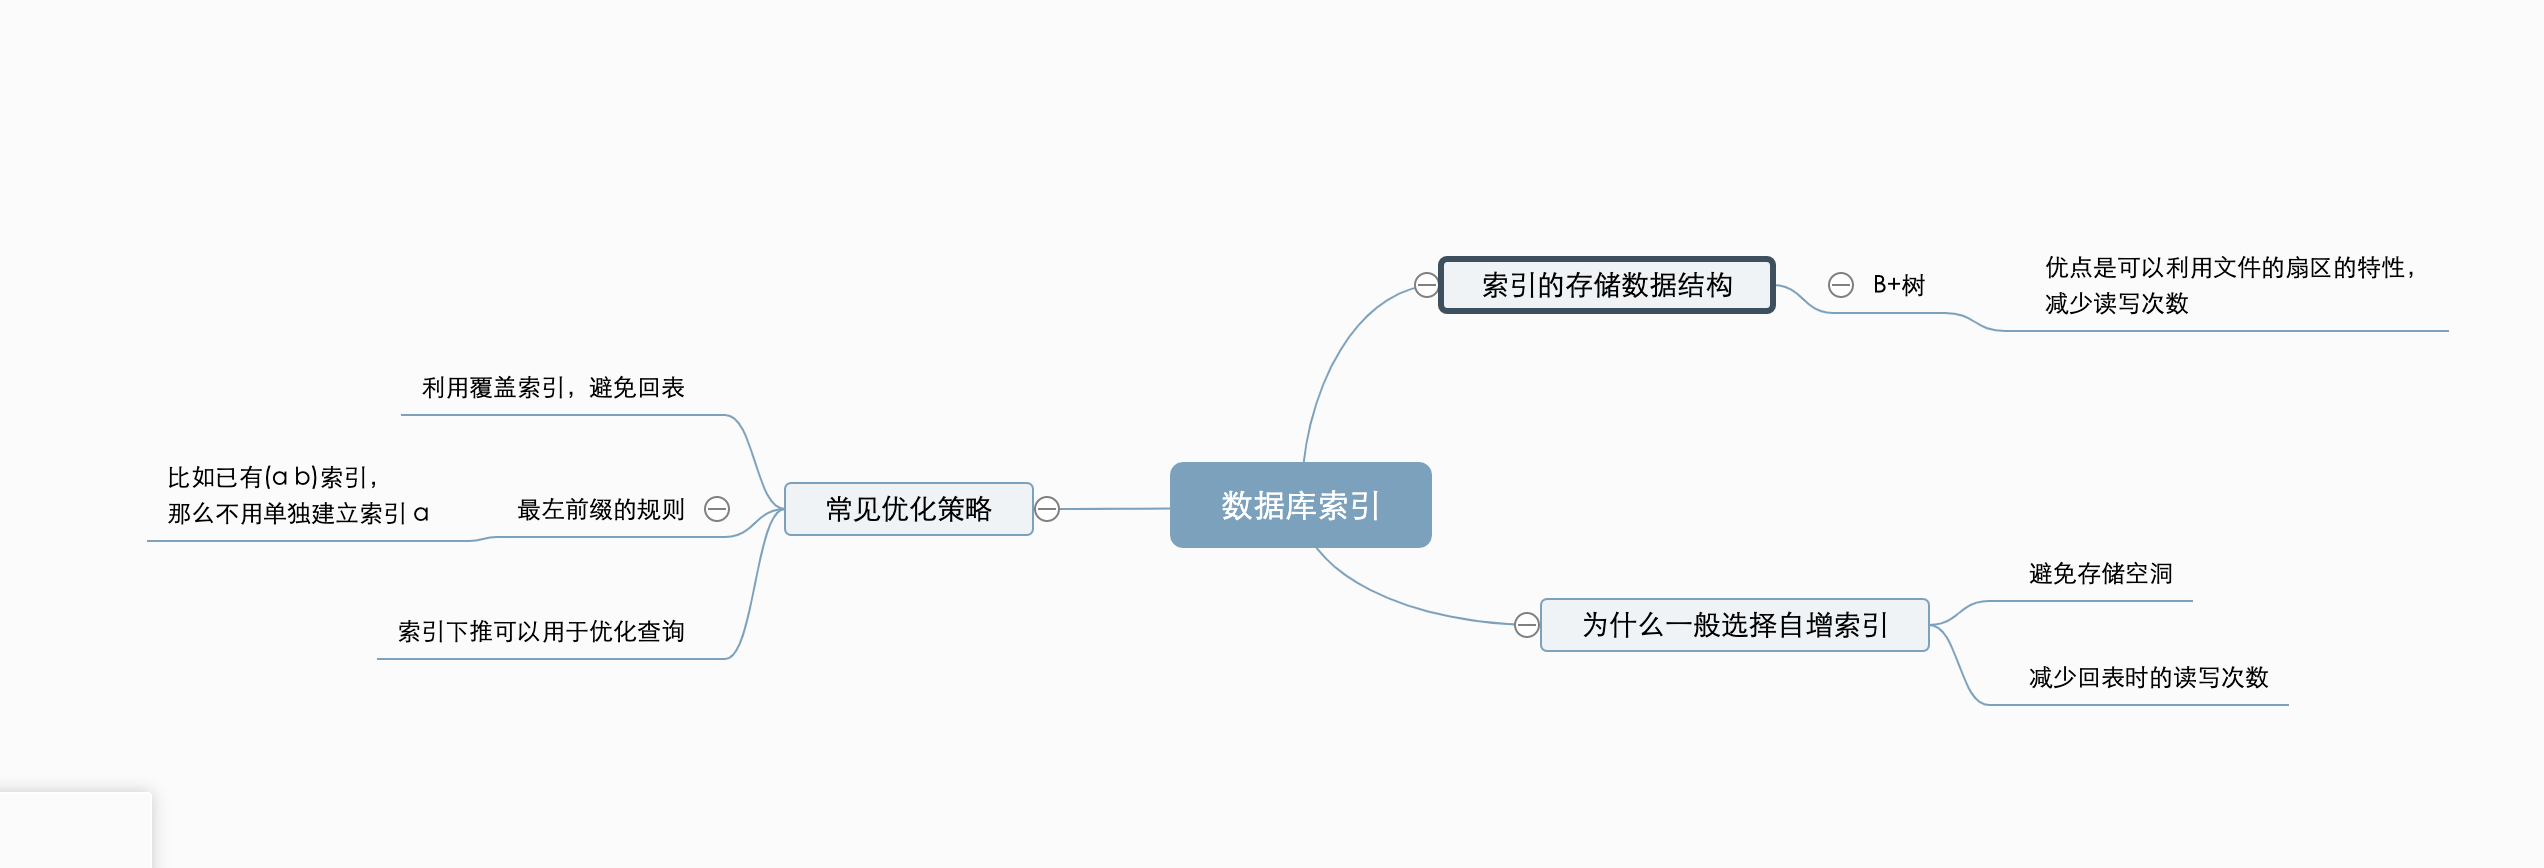 数据库索引
索引的存储数据结构
B+树
优点是可以利用文件的扇区的特性，
减少读写次数
为什么一般选择自增索引
避免存储空洞
减少回表时的读写次数
常见优化策略
利用覆盖索引，避免回表
最左前缀的规则
比如已有(a b)索引，
那么不用单独建立索引 a
索引下推可以用于优化查询